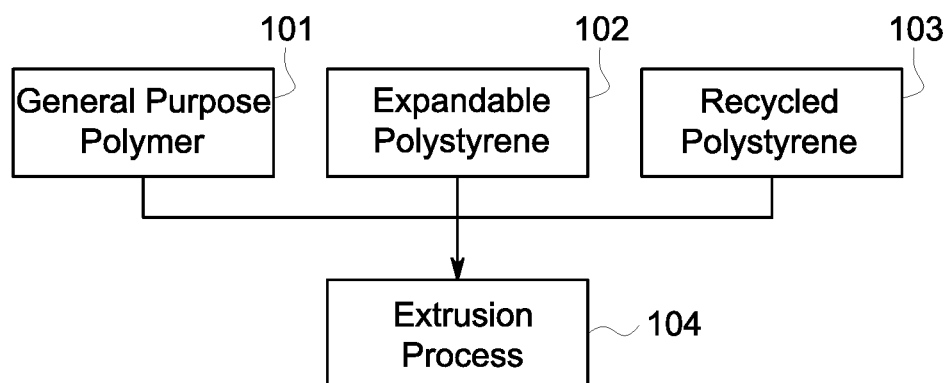 101
102
103
General Purpose
Polymer
Expandable
Polystyrene
Recycled
Polystyrene
Extrusion
Process
104